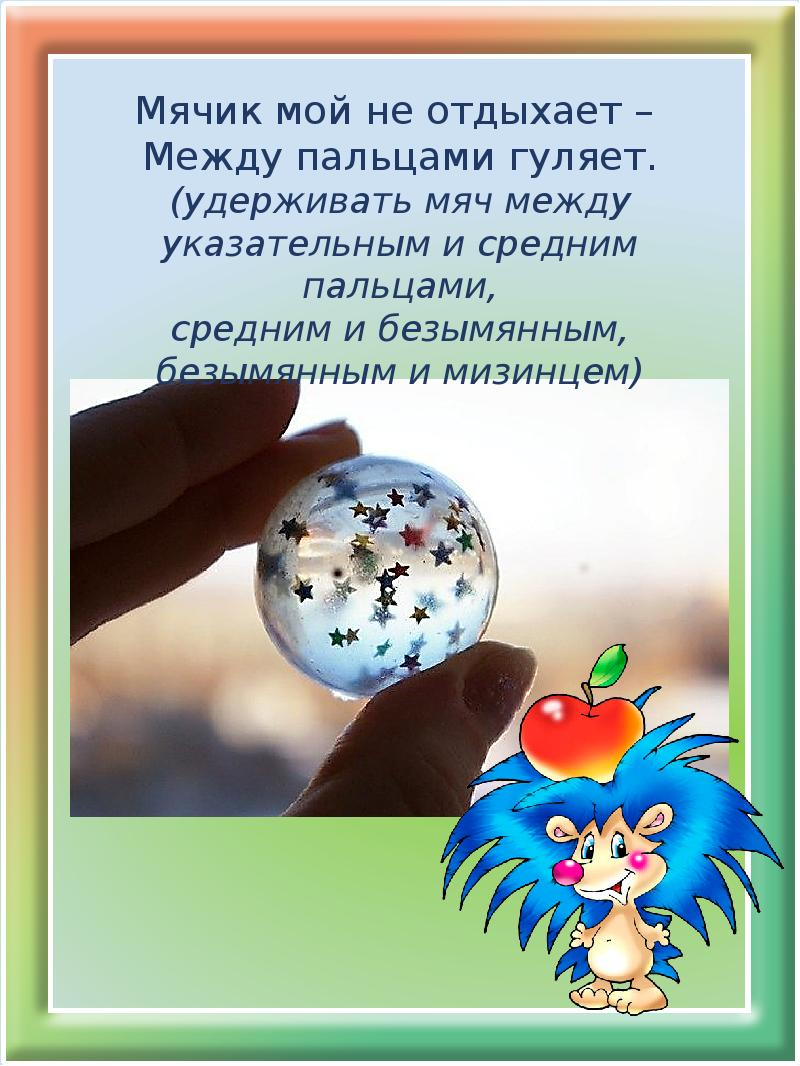 Мячик мой не отдыхает –
Между пальцами гуляет.
(удерживать мяч между
указательным и средним
пальцами,
средним и безымянным,
безымянным и мизинцем)